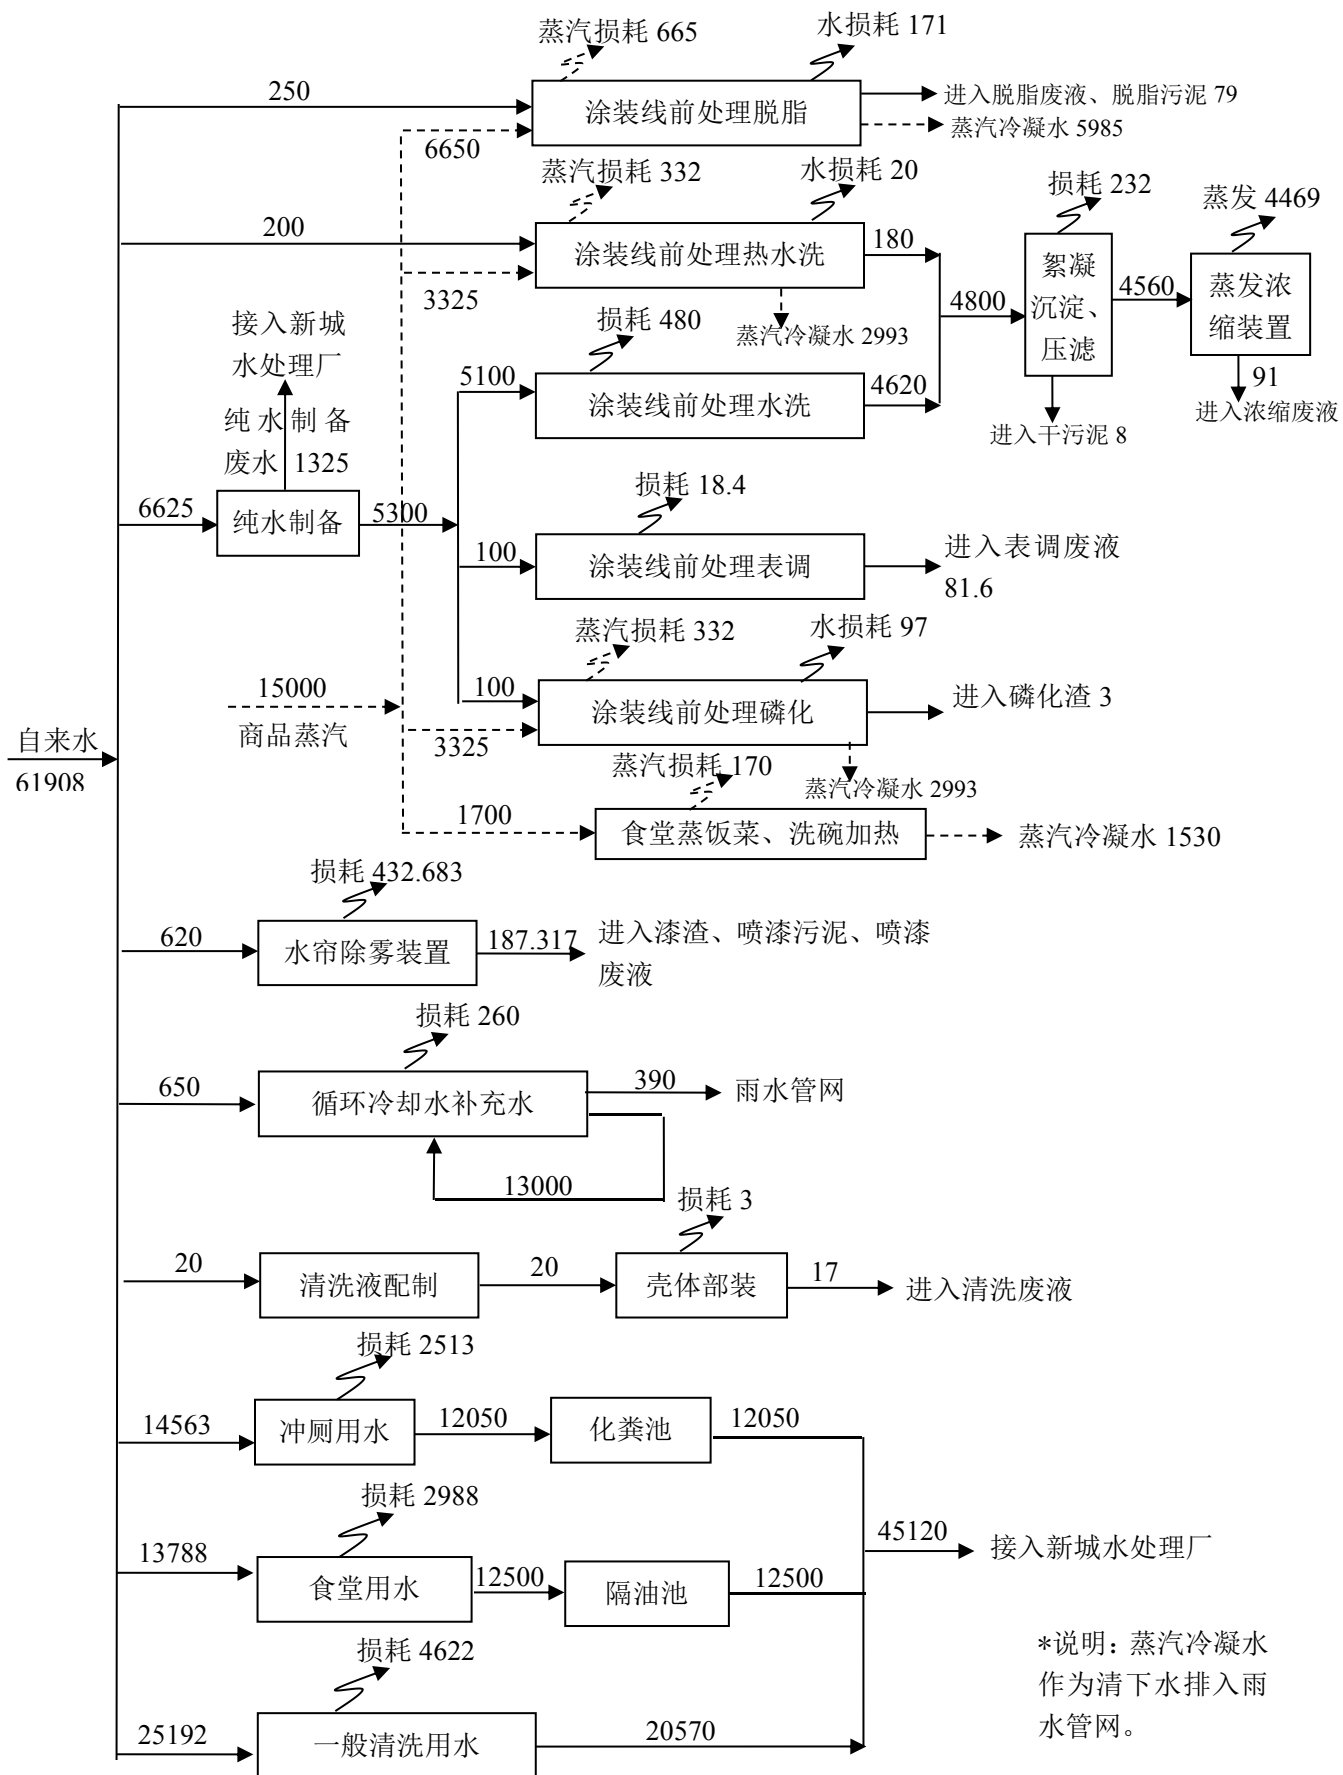 蒸汽损耗 665
水损耗 171
250
涂装线前处理脱脂
进入脱脂废液、脱脂污泥 79
6650
蒸汽冷凝水 5985
蒸汽损耗 332
水损耗 20
损耗 232
蒸发 4469
200
涂装线前处理热水洗
180
3325
4800
絮凝
沉淀、
压滤
4560
蒸发浓
缩装置
蒸汽冷凝水 2993
接入新城
水处理厂
损耗 480
5100
涂装线前处理水洗
4620
91
进入浓缩废液
进入干污泥 8
纯水制备
废水 1325
损耗 18.4
6625
纯水制备
5300
100
涂装线前处理表调
进入表调废液
81.6
蒸汽损耗 332
水损耗 97
15000
商品蒸汽
100
涂装线前处理磷化
进入磷化渣 3
3325
自来水
61908
蒸汽损耗 170
蒸汽冷凝水 2993
1700
食堂蒸饭菜、洗碗加热
蒸汽冷凝水 1530
损耗 432.683
620
水帘除雾装置
187.317
进入漆渣、喷漆污泥、喷漆
废液
损耗 260
650
循环冷却水补充水
390
雨水管网
13000
损耗 3
20
清洗液配制
20
壳体部装
17
进入清洗废液
损耗 2513
14563
冲厕用水
12050
化粪池
12050
损耗 2988
45120
接入新城水处理厂
13788
食堂用水
12500
隔油池
12500
损耗 4622
25192
一般清洗用水
20570
*说明：蒸汽冷凝水
作为清下水排入雨
水管网。